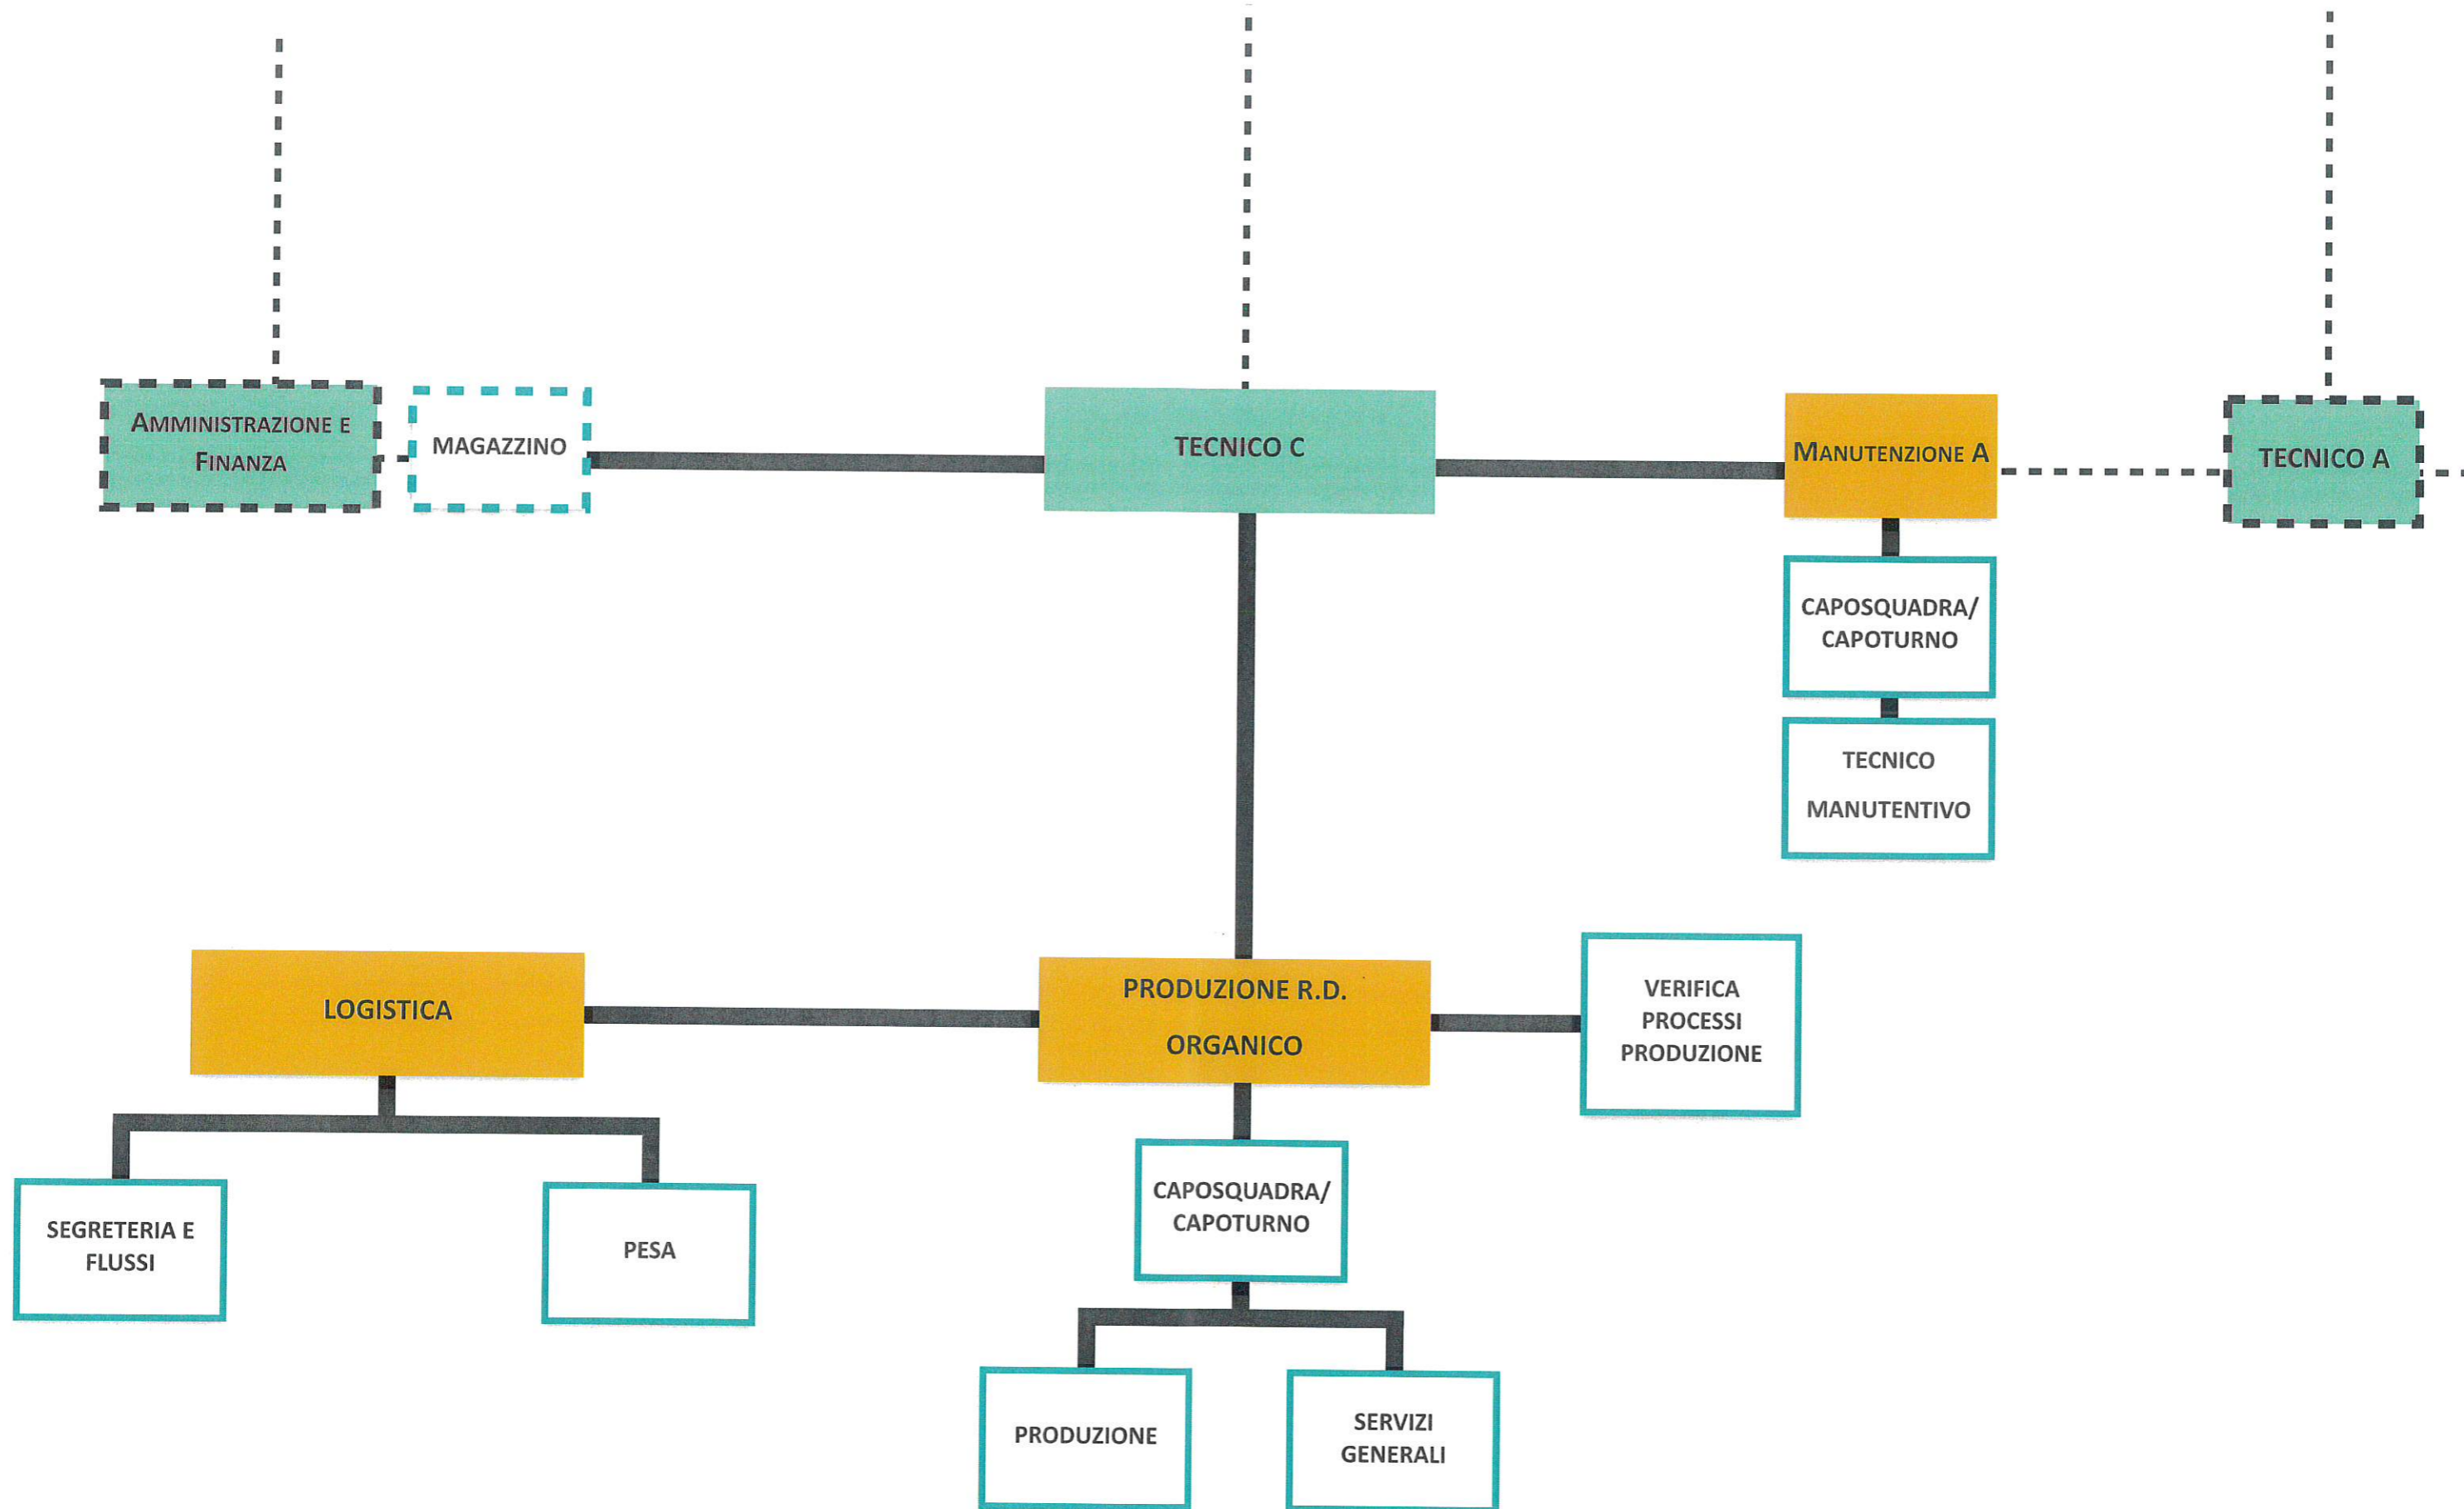 AMMINISTRAZIONE E
FINANZA
MAGAZZINO
TECNICO C
MANUTENZIONE A
TECNICO A
CAPOSQUADRA/
CAPOTURNO
TECNICO
MANUTENTIVO
LOGISTICA
PRODUZIONE R.D.
ORGANICO
VERIFICA
PROCESSI
PRODUZIONE
SEGRETERIA E
FLUSSI
PESA
CAPOSQUADRA/
CAPOTURNO
PRODUZIONE
SERVIZI
GENERALI